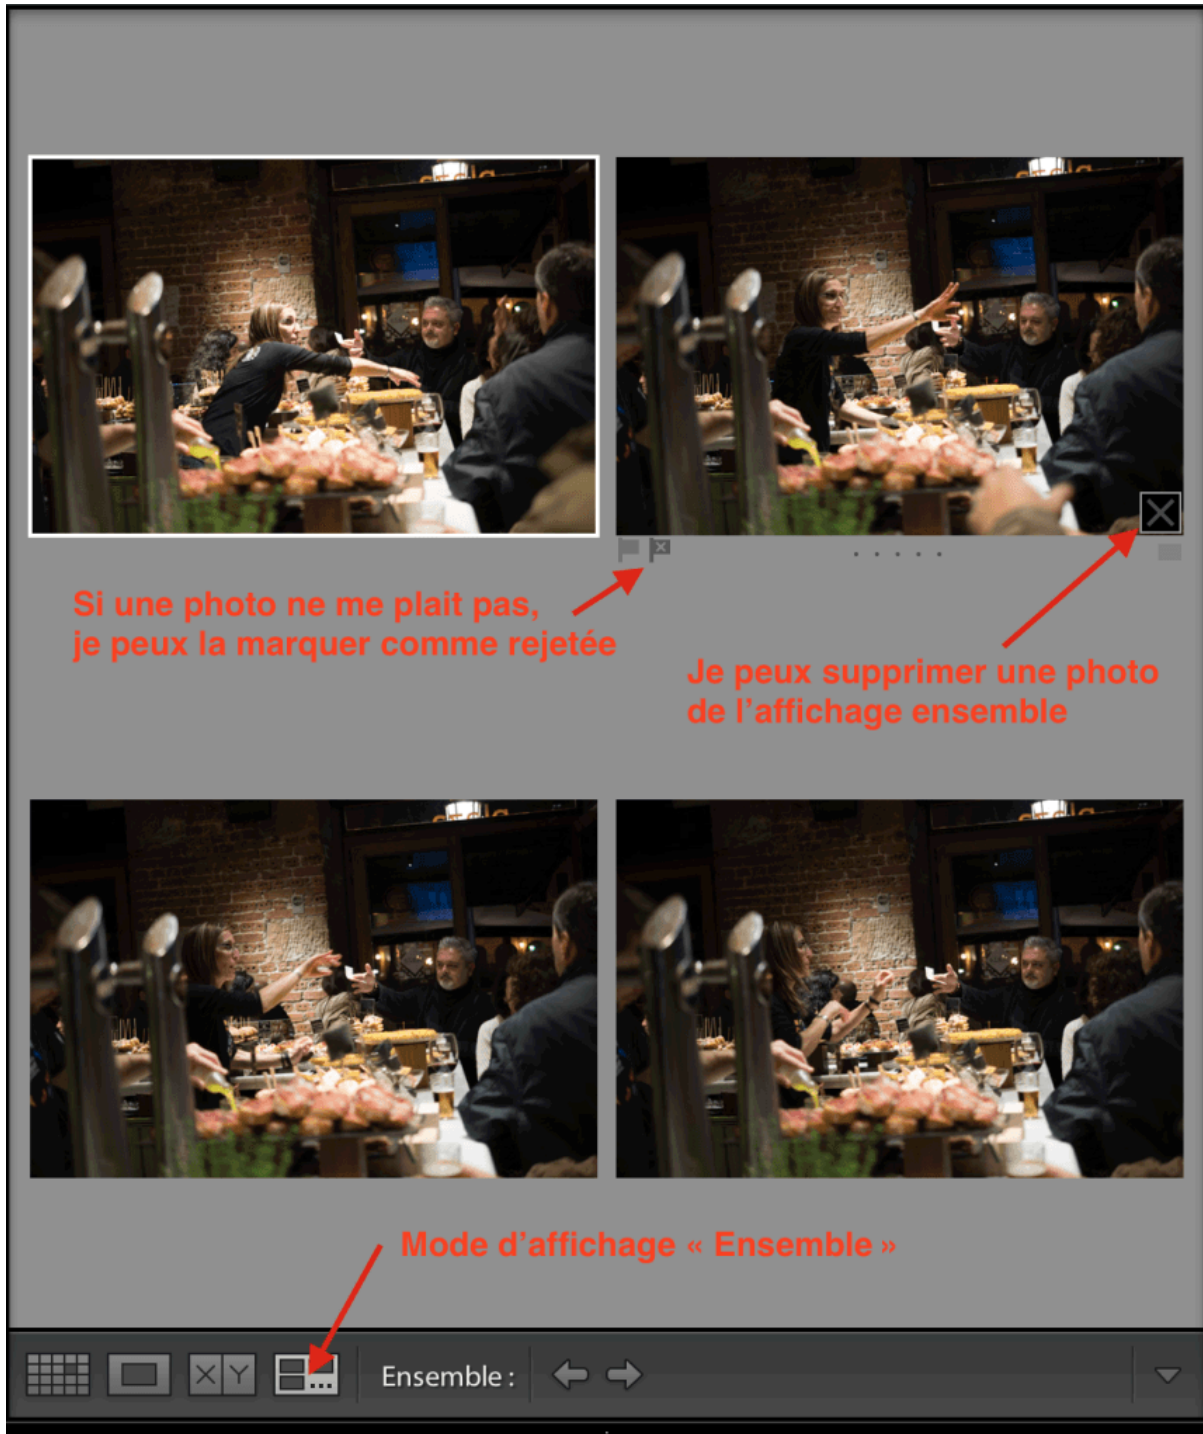 Si une photo ne me plait pas,
je peux la marquer comme rejetée
Je peux supprimer une photo
de l'affichage ensemble
Mode d'affichage « Ensemble »
X Y
Ensemble :